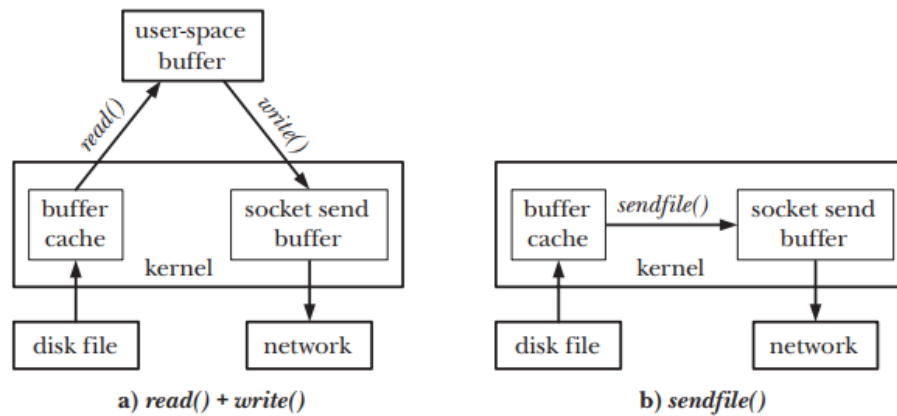 user-space
buffer
read()
write()
buffer
cache
socket send
buffer
kernel
disk file
network
a) read() + write()
buffer
cache
sendfile()
socket send
buffer
kernel
disk file
network
b) sendfile()